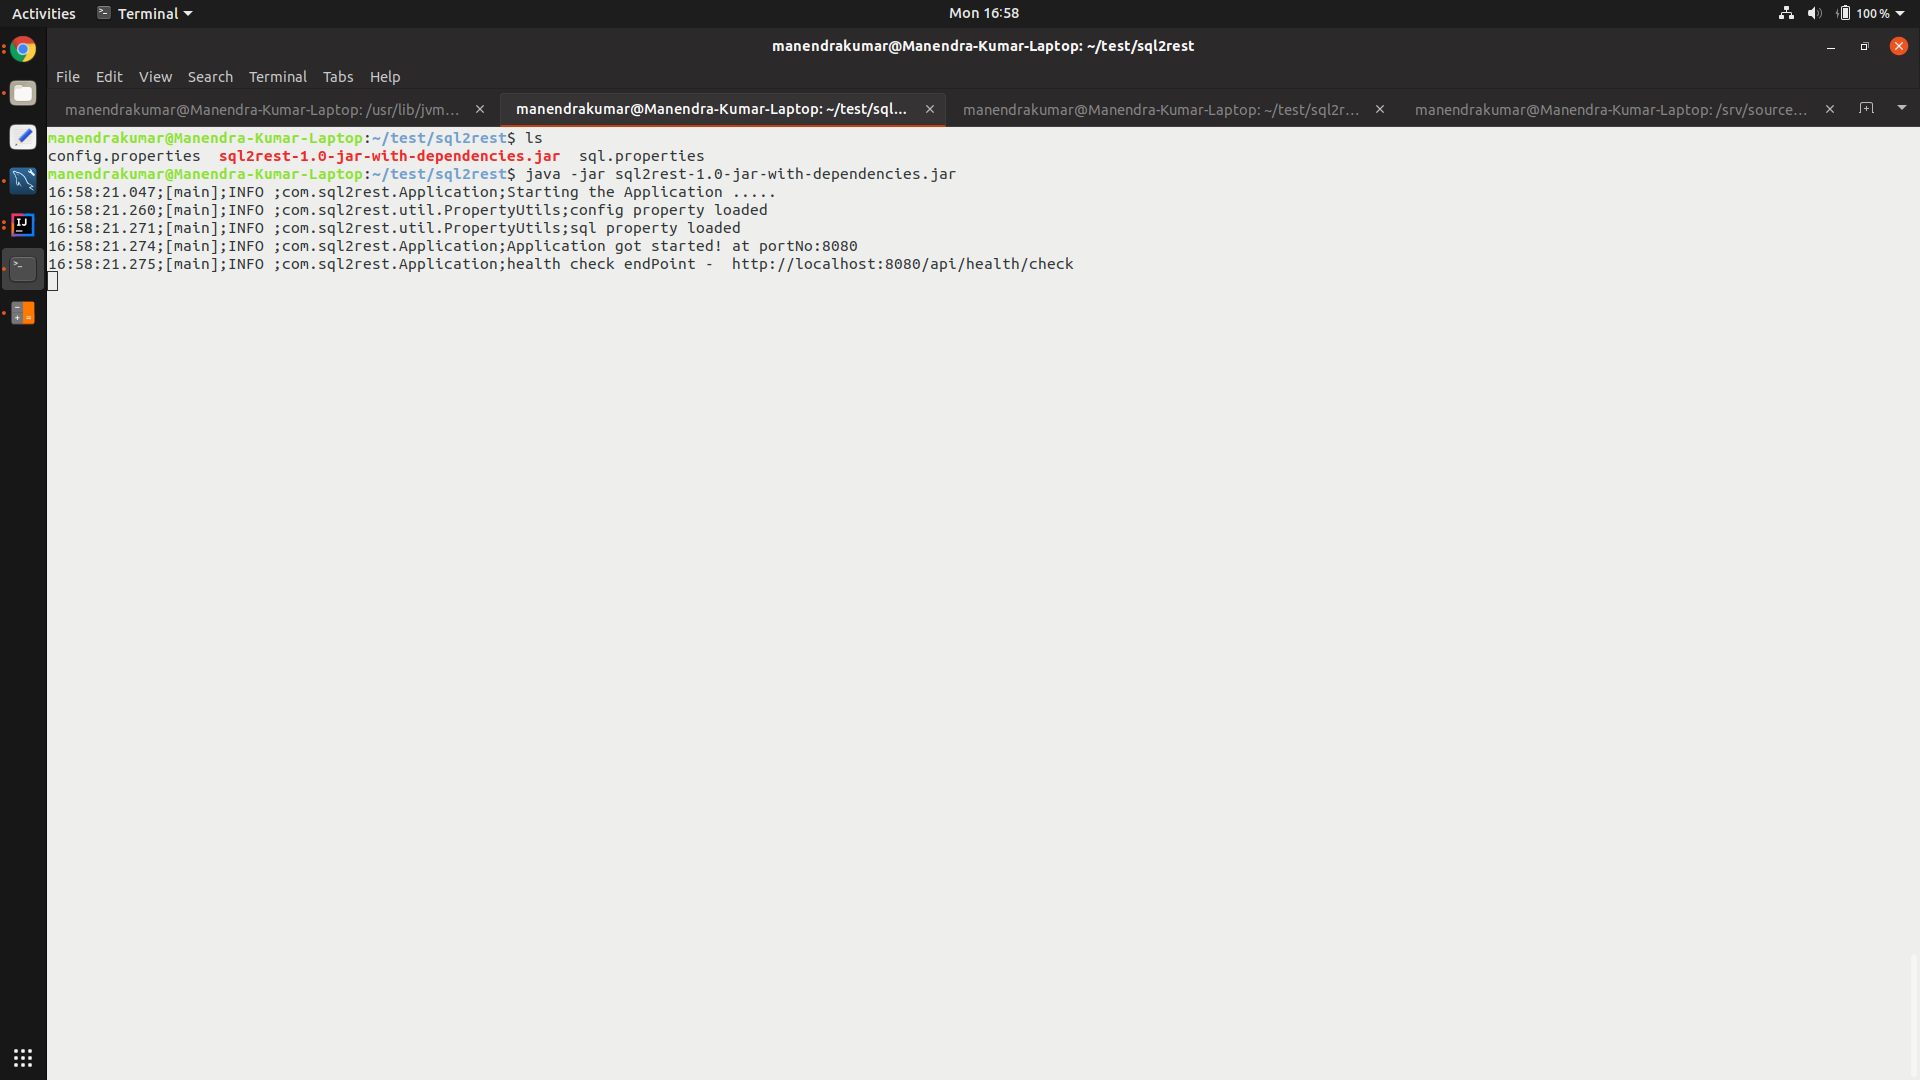 Activities Terminal Mon 16:58 100 %
manendrakumar@Manendra-Kumar-Laptop: ~/test/sql2rest
File Edit View Search Terminal Tabs Help
manendrakumar@Manendra-Kumar-Laptop: /usr/lib/jvm... manendrakumar@Manendra-Kumar-Laptop: ~/test/sql... manendrakumar@Manendra-Kumar-Laptop: ~/test/sql2r... manendrakumar@Manendra-Kumar-Laptop: /srv/source...
manendrakumar@Manendra-Kumar-Laptop:~/test/sql2rest$ ls
config.properties  sql2rest-1.0-jar-with-dependencies.jar  sql.properties
manendrakumar@Manendra-Kumar-Laptop:~/test/sql2rest$ java -jar sql2rest-1.0-jar-with-dependencies.jar
16:58:21.047;[main];INFO ;com.sql2rest.Application;Starting the Application .....
16:58:21.260;[main];INFO ;com.sql2rest.util.PropertyUtils;config property loaded
16:58:21.271;[main];INFO ;com.sql2rest.util.PropertyUtils;sql property loaded
16:58:21.274;[main];INFO ;com.sql2rest.Application;Application got started! at portNo:8080
16:58:21.275;[main];INFO ;com.sql2rest.Application;health check endPoint -  http://localhost:8080/api/health/check
IJ